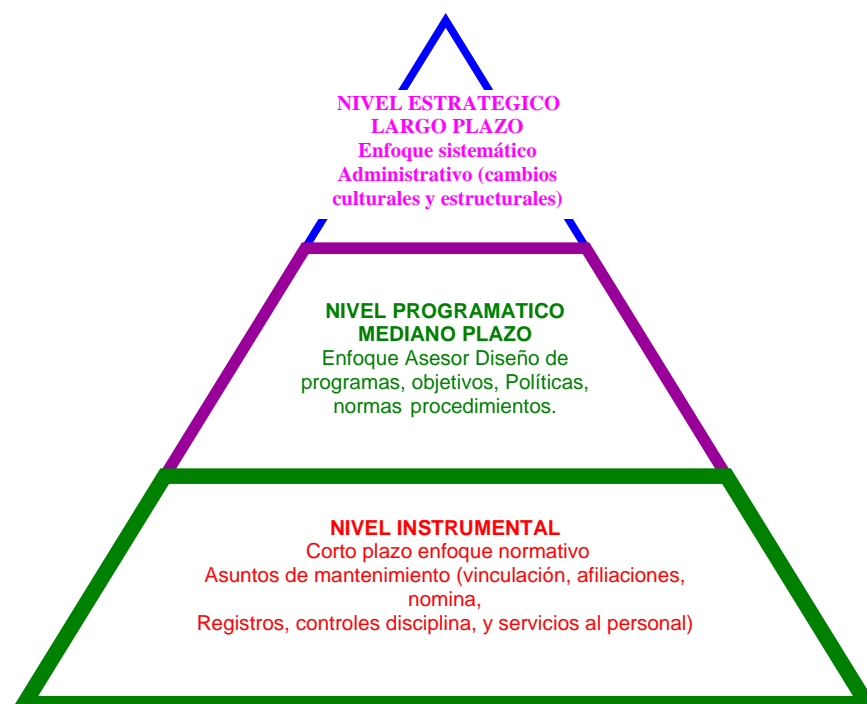 NIVEL ESTRATEGICO
LARGO PLAZO
Enfoque sistemático
Administrativo (cambios
culturales y estructurales)
NIVEL PROGRAMATICO
MEDIANO PLAZO
Enfoque Asesor Diseño de
programas, objetivos, Políticas,
normas procedimientos.
NIVEL INSTRUMENTAL
Corto plazo enfoque normativo
Asuntos de mantenimiento (vinculación, afiliaciones,
nomina,
Registros, controles disciplina, y servicios al personal)